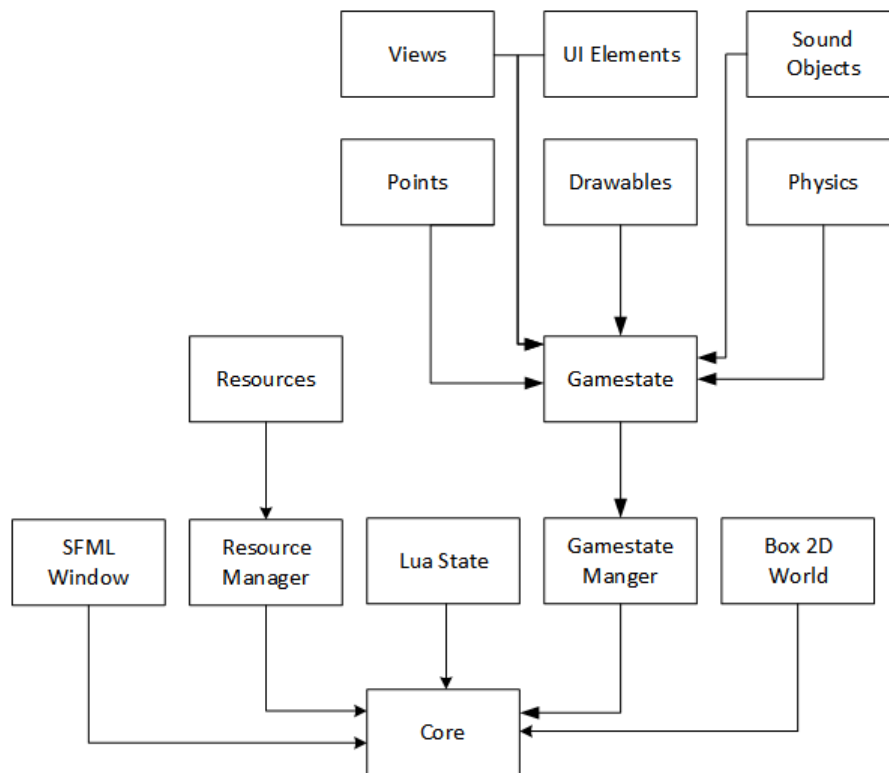 Views
UI Elements
Sound
Objects
Points
Drawables
Physics
Resources
Gamestate
SFML
Window
Resource
Manager
Lua State
Gamestate
Manger
Box 2D
World
Core